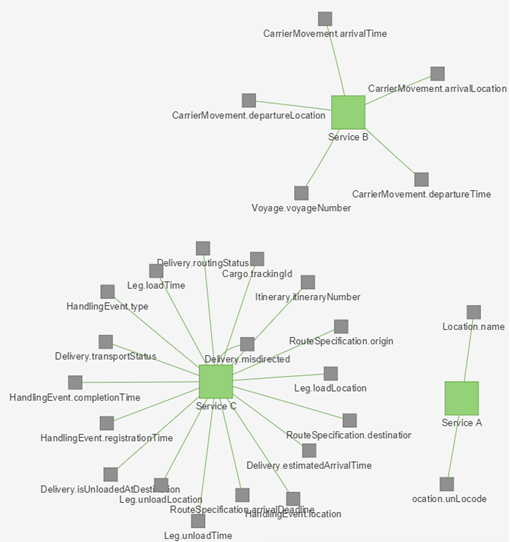 CarrierMovement.arrivalTime
CarrierMovement.arrivalLocation
CarrierMovement.departureLocation
Service B
CarrierMovement.departureTime
Voyage.voyageNumber
Delivery.routingStatus
Cargo.trackingId
Leg.loadTime
Itinerary.itineraryNumber
HandlingEvent.type
Location.name
RouteSpecification.origin
Delivery.transportStatus
Delivery.misdirected
Leg.loadLocation
HandlingEvent.completionTime
Service C
Service A
RouteSpecification.destination
HandlingEvent.registrationTime
Delivery.estimatedArrivalTime
Delivery.isUnloadedAtDestination
Leg.unloadLocation
ocation.unLocode
RouteSpecification.arrivalDeadline
HandlingEvent.location
Leg.unloadTime